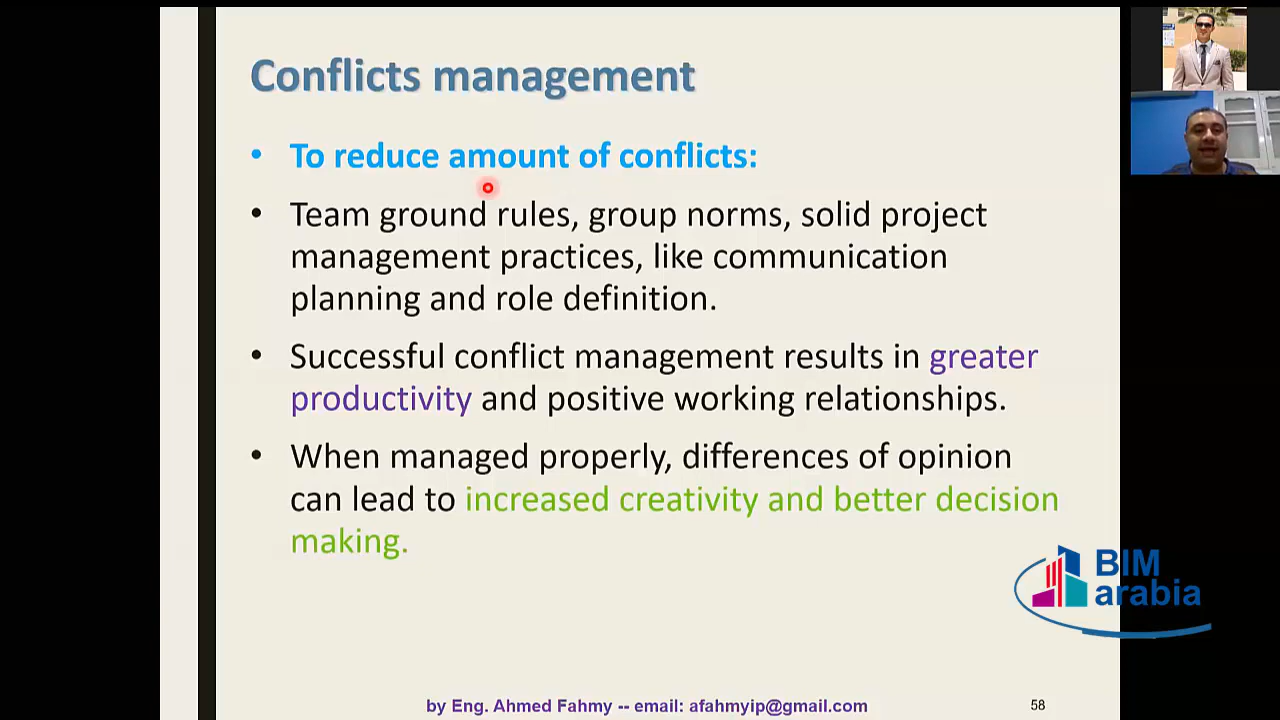 Conflicts management
• To reduce amount of conflicts:
• Team ground rules, group norms, solid project
management practices, like communication
planning and role definition.
• Successful conflict management results in greater
productivity and positive working relationships.
• When managed properly, differences of opinion
can lead to increased creativity and better decision
making.
BIM
arabia
by Eng. Ahmed Fahmy -- email: afahmyip@gmail.com
58